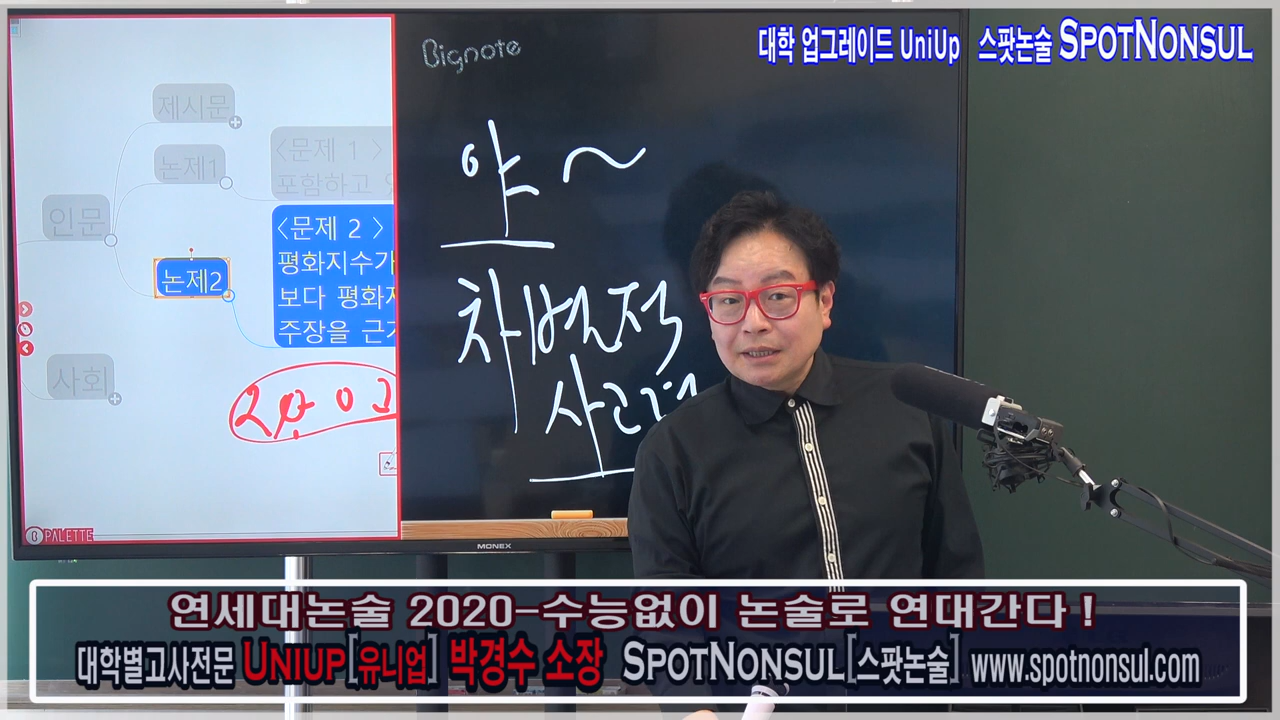 대학 업그레이드 UniUp 스팟논술 SPOTNONSUL
Bignote
제시문
논제1
<문제 1 >
포함하고
인문
논제2
<문제 2 >
평화지수가
보다 평화
주장을 근
사회
PALETTE
야~
차별적
사고력
MONEX
연세대논술 2020-수능없이 논술로 연대간다!
대학별고사전문 UNIUP[유니업] 박경수 소장 SPOTNONSUL[스팟논술] www.spotnonsul.com